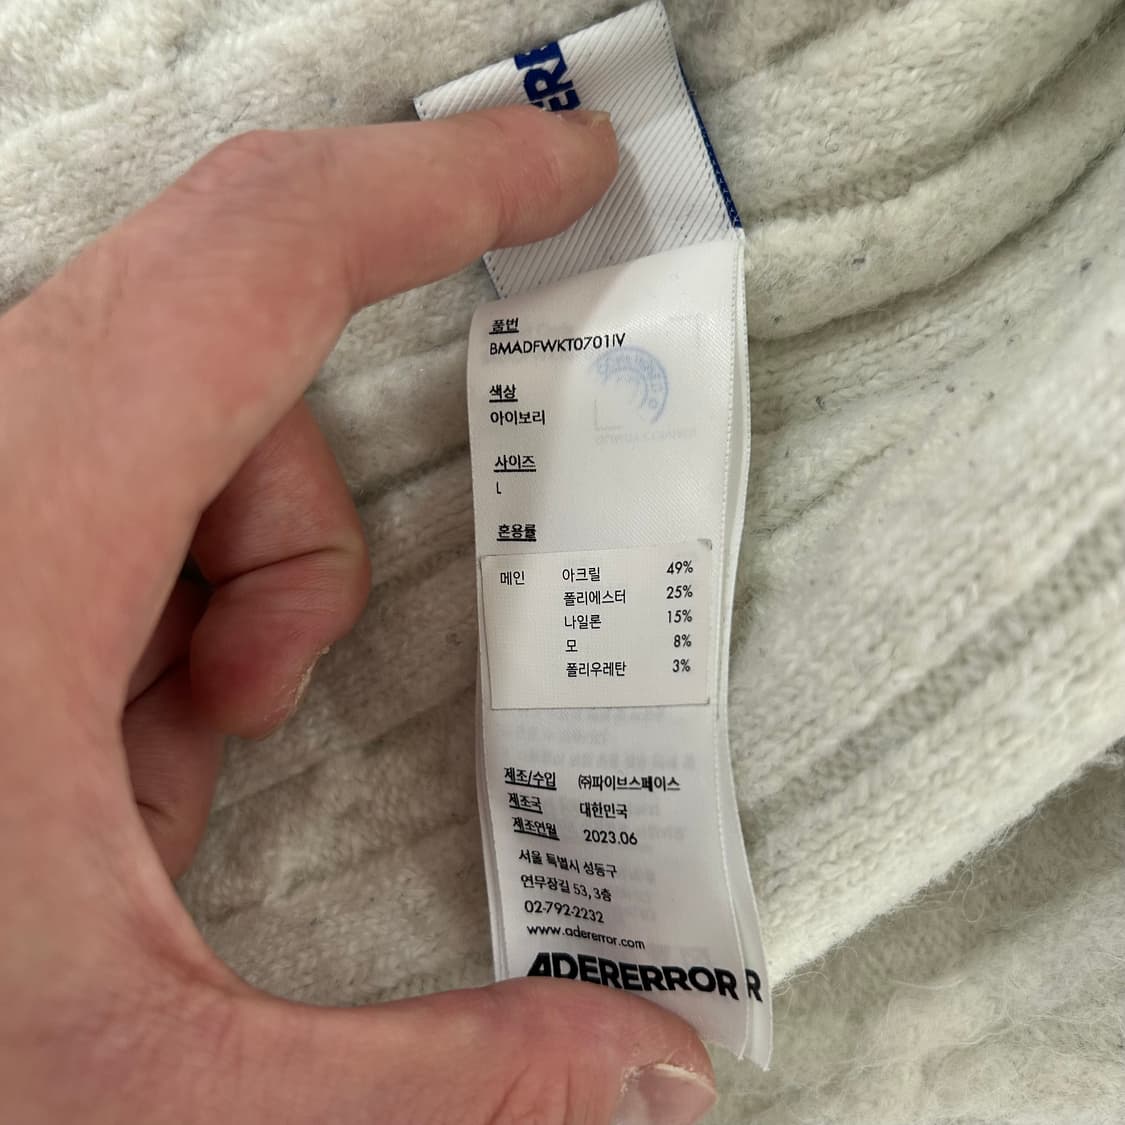 품번
BMADFWKT0701IV
색상
아이보리
사이즈
L
혼용률
메인 아크릴 49%
폴리에스터 25%
나일론 15%
모 8%
폴리우레탄 3%
제조/수입 ㈜파이브스페이스
제조국 대한민국
제조연월 2023.06
서울 특별시 성동구
연무장길 53, 3층
02-792-2232
www.adererror.com
ADERERROR